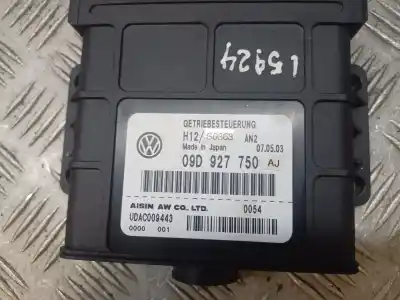 L5924
GETRIEBESTEUERUNG
H12/ AN2
Made in Japan 07.05.03
09D 927 750 AJ
AISIN AW CO., LTD. 0054
UDAC009443
0000 001